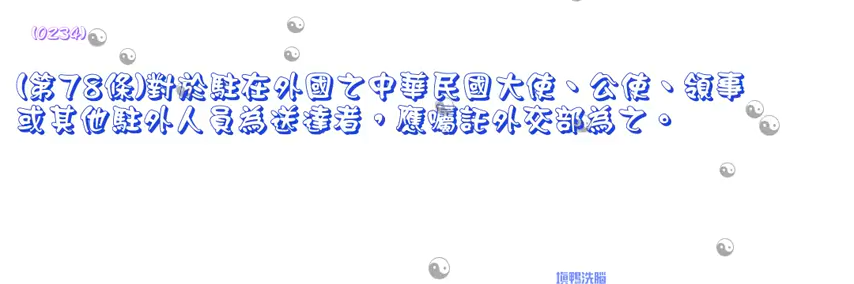 (0234)
(第78條)對於駐在外國之中華民國大使、公使、領事
或其他駐外人員為送達者，應囑託外交部為之。
填鴨洗腦